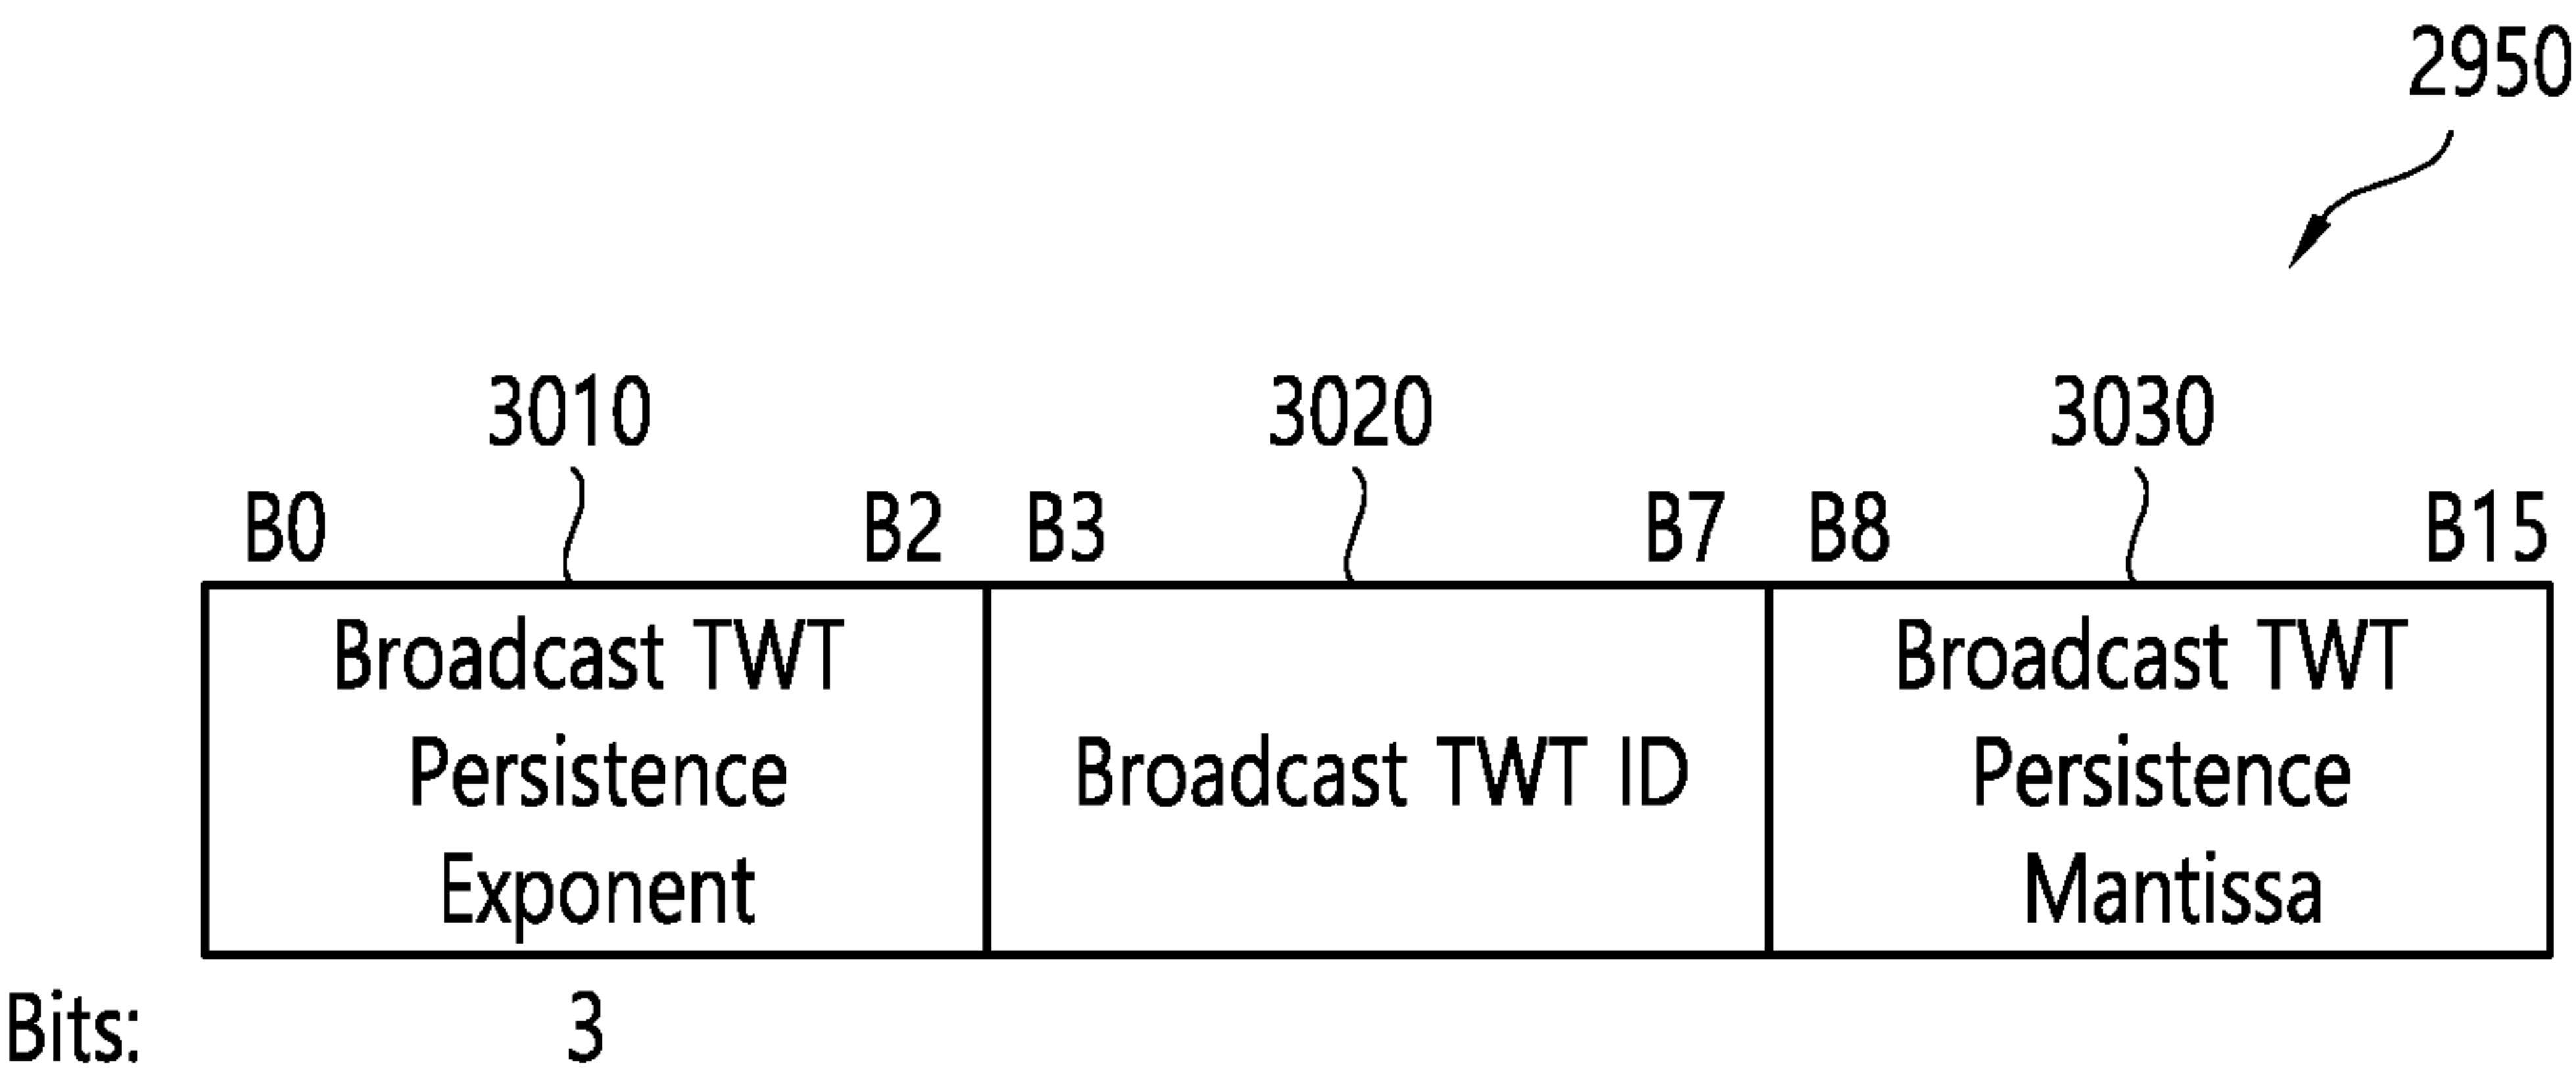 2950
3010 3020 3030
B0 B2 B3 B7 B8 B15
Broadcast TWT
Persistence
Exponent
Broadcast TWT ID
Broadcast TWT
Persistence
Mantissa
Bits: 3